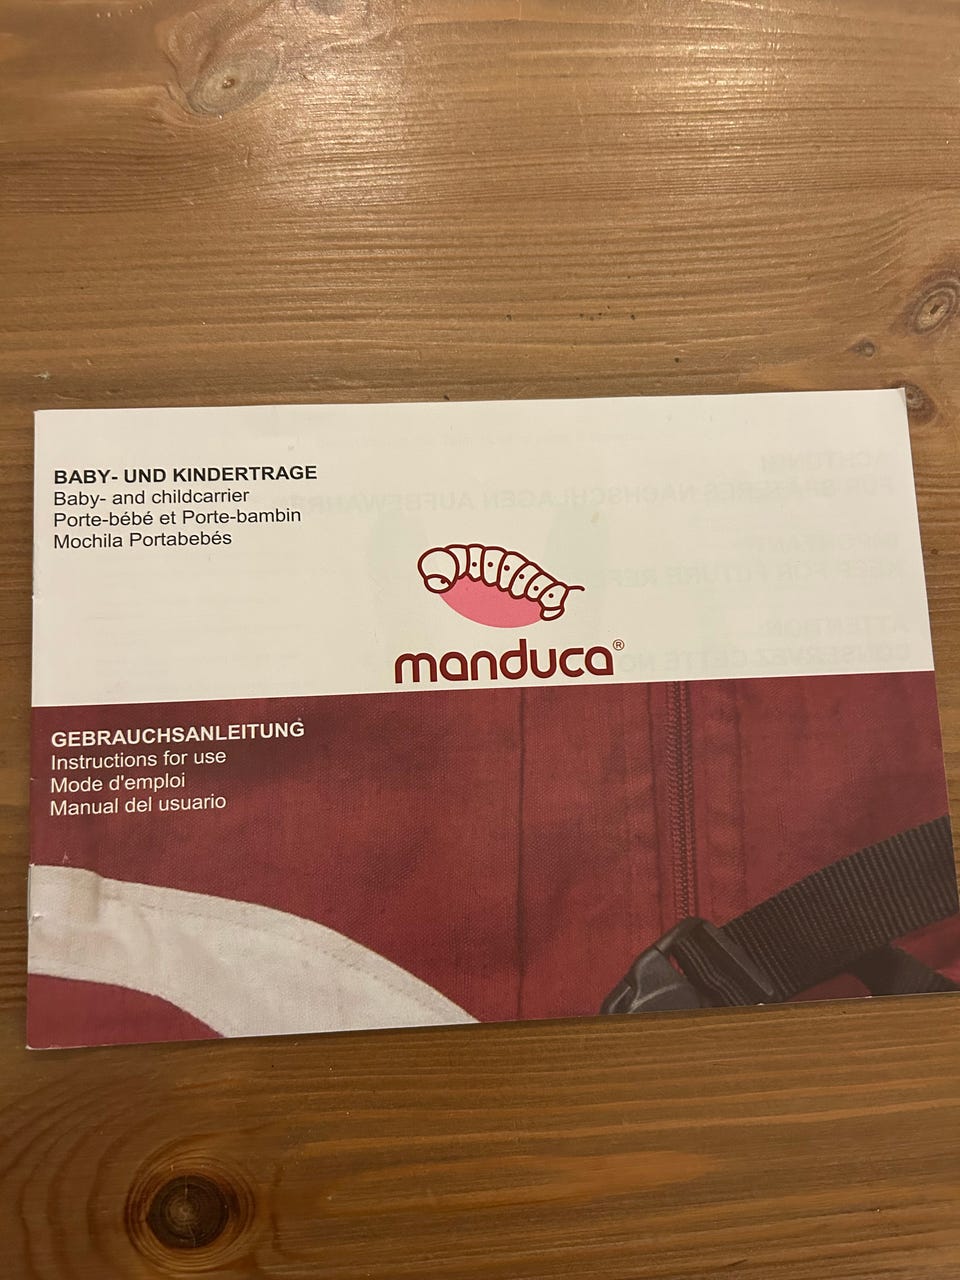 BABY- UND KINDERTRAGE
Baby- and childcarrier
Porte-bébé et Porte-bambin
Mochila Portabebés
manduca®
GEBRAUCHSANLEITUNG
Instructions for use
Mode d'emploi
Manual del usuario